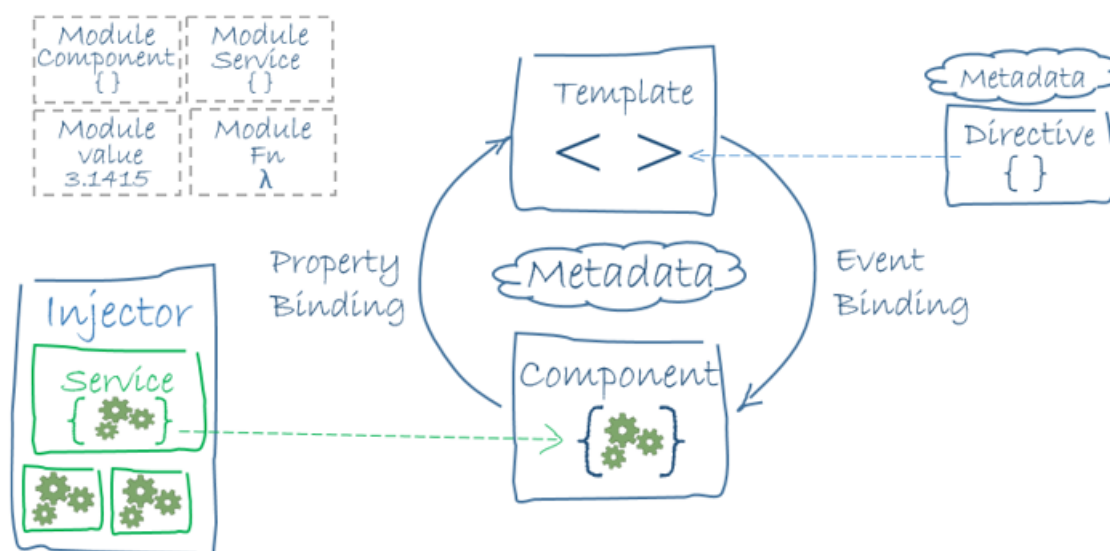 Module
Component
{ }
Module
Service
{ }
Module
value
3.1415
Module
Fn
λ
Template
< >
Metadata
Directive
{ }
Property
Binding
Metadata
Event
Binding
Injector
Service
{ }
Component
{ }